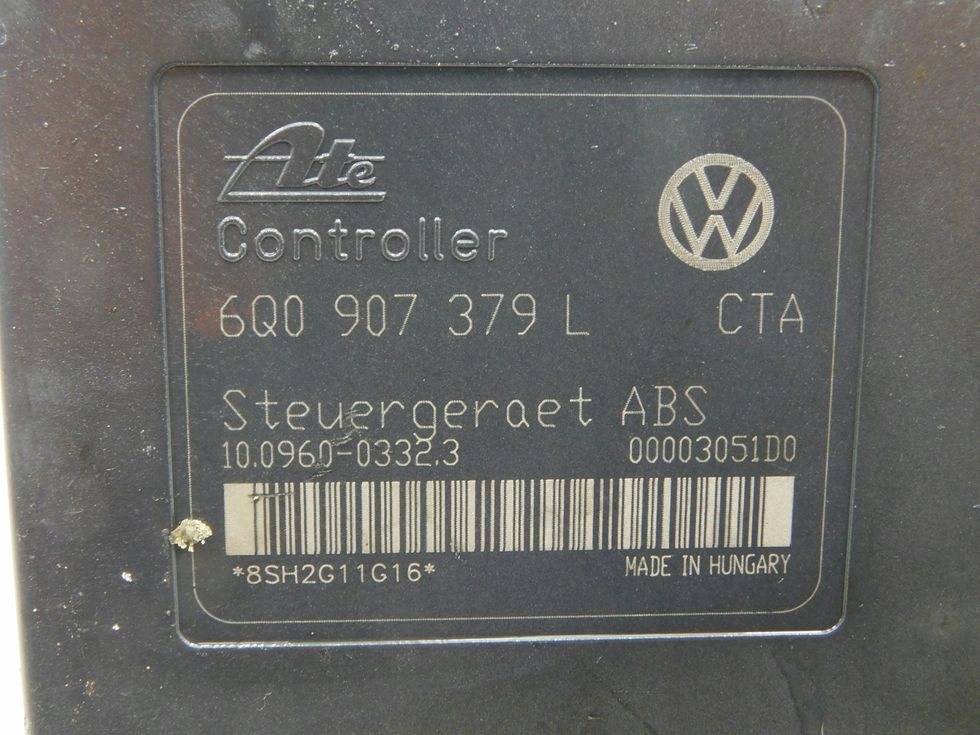 Ate
Controller
6Q0 907 379 L CTA
Steuergeraet ABS
10.0960-0332.3 00003051D0
*8SH2G11G16*
MADE IN HUNGARY